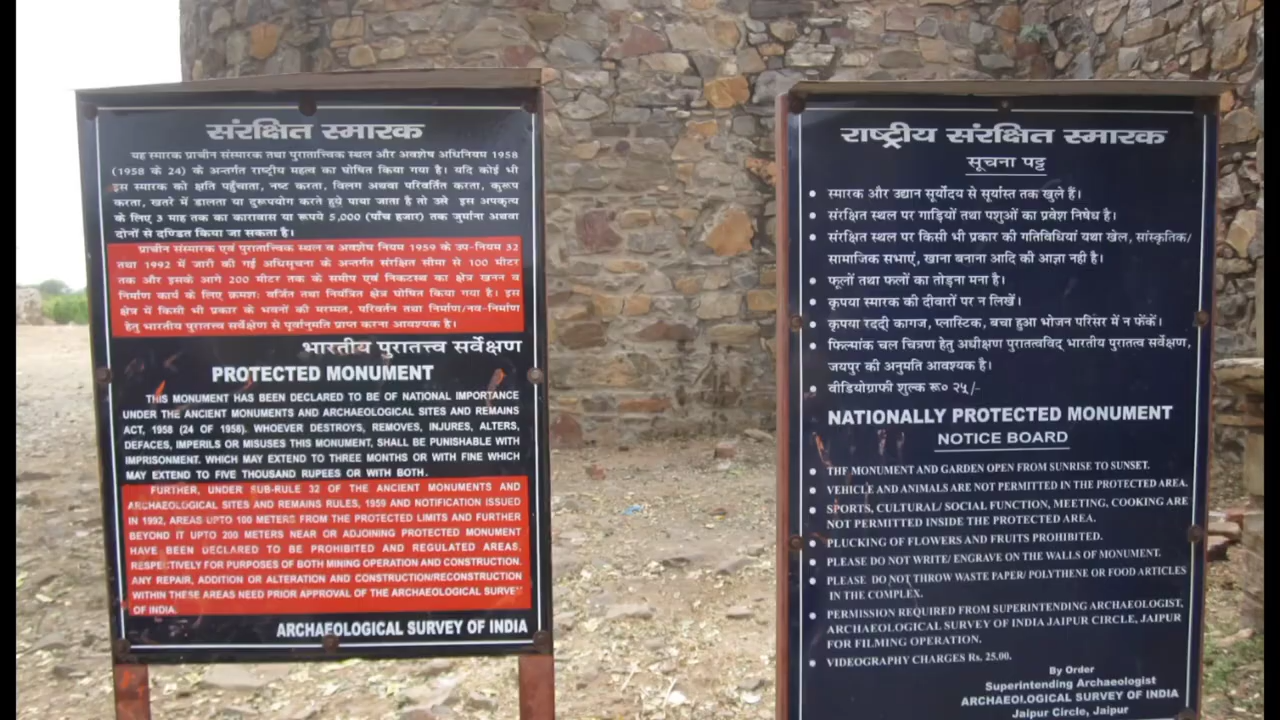 संरक्षित स्मारक
यह स्मारक प्राचीन संस्मारक तथा पुरातात्त्विक स्थल और अवशेष अधिनियम 1958
(1958 के 24) के अन्तर्गत राष्ट्रीय महत्व का घोषित किया गया है। यदि कोई भी
इस स्मारक को क्षति पहुँचाता, नष्ट करता, विलग अथवा परिवर्तित करता, कुरूप
करता, खतरे में डालता या दुरूपयोग करते हुये पाया जाता है तो उसे इस अपकृत्य
के लिए 3 माह तक का कारावास या रूपये 5,000 (पाँच हजार) तक जुर्माना अथवा
दोनों से दण्डित किया जा सकता है।
प्राचीन संस्मारक एवं पुरातात्त्विक स्थल व अवशेष नियम 1959 के उप-नियम 32
तथा 1992 में जारी की गई अधिसूचना के अन्तर्गत संरक्षित सीमा से 100 मीटर
तक और इसके आगे 200 मीटर तक के समीप एवं निकटस्थ का क्षेत्र खनन व
निर्माण कार्य के लिए क्रमशः वर्जित तथा नियंत्रित क्षेत्र घोषित किया गया है। इस
क्षेत्र में किसी भी प्रकार के भवनों की मरम्मत, परिवर्तन तथा निर्माण/नव-निर्माण
हेतु भारतीय पुरातत्त्व सर्वेक्षण से पूर्वानुमति प्राप्त करना आवश्यक है।
भारतीय पुरातत्त्व सर्वेक्षण
PROTECTED MONUMENT
THIS MONUMENT HAS BEEN DECLARED TO BE OF NATIONAL IMPORTANCE
UNDER THE ANCIENT MONUMENTS AND ARCHAEOLOGICAL SITES AND REMAINS
ACT, 1958 (24 OF 1958). WHOEVER DESTROYS, REMOVES, INJURES, ALTERS,
DEFACES, IMPERILS OR MISUSES THIS MONUMENT, SHALL BE PUNISHABLE WITH
IMPRISONMENT. WHICH MAY EXTEND TO THREE MONTHS OR WITH FINE WHICH
MAY EXTEND TO FIVE THOUSAND RUPEES OR WITH BOTH.
FURTHER, UNDER SUB-RULE 32 OF THE ANCIENT MONUMENTS AND
ARCHAEOLOGICAL SITES AND REMAINS RULES, 1959 AND NOTIFICATION ISSUED
IN 1992, AREAS UPTO 100 METERS FROM THE PROTECTED LIMITS AND FURTHER
BEYOND IT UPTO 200 METERS NEAR OR ADJOINING PROTECTED MONUMENT
HAVE BEEN DECLARED TO BE PROHIBITED AND REGULATED AREAS,
RESPECTIVELY FOR PURPOSES OF BOTH MINING OPERATION AND CONSTRUCTION.
ANY REPAIR, ADDITION OR ALTERATION AND CONSTRUCTION/RECONSTRUCTION
WITHIN THESE AREAS NEED PRIOR APPROVAL OF THE ARCHAEOLOGICAL SURVEY
OF INDIA.
ARCHAEOLOGICAL SURVEY OF INDIA
राष्ट्रीय संरक्षित स्मारक
सूचना पट्ट
• स्मारक और उद्यान सूर्योदय से सूर्यास्त तक खुले हैं।
• संरक्षित स्थल पर गाड़ियों तथा पशुओं का प्रवेश निषेध है।
• संरक्षित स्थल पर किसी भी प्रकार की गतिविधियां यथा खेल, सांस्कृतिक/
सामाजिक सभाएं, खाना बनाना आदि की आज्ञा नही है।
• फूलों तथा फलों का तोड़ना मना है।
• कृपया स्मारक की दीवारों पर न लिखें।
• कृपया रददी कागज, प्लास्टिक, बचा हुआ भोजन परिसर में न फेंकें।
• फिल्मांक चल चित्रण हेतु अधीक्षण पुरातत्वविद् भारतीय पुरातत्व सर्वेक्षण,
जयपुर की अनुमति आवश्यक है।
• वीडियोग्राफी शुल्क रू० २५/-
NATIONALLY PROTECTED MONUMENT
NOTICE BOARD
• THE MONUMENT AND GARDEN OPEN FROM SUNRISE TO SUNSET.
• VEHICLE AND ANIMALS ARE NOT PERMITTED IN THE PROTECTED AREA.
• SPORTS, CULTURAL/ SOCIAL FUNCTION, MEETING, COOKING ARE
NOT PERMITTED INSIDE THE PROTECTED AREA.
• PLUCKING OF FLOWERS AND FRUITS PROHIBITED.
• PLEASE DO NOT WRITE/ ENGRAVE ON THE WALLS OF MONUMENT.
• PLEASE DO NOT THROW WASTE PAPER/ POLYTHENE OR FOOD ARTICLES
IN THE COMPLEX.
• PERMISSION REQUIRED FROM SUPERINTENDING ARCHAEOLOGIST,
ARCHAEOLOGICAL SURVEY OF INDIA JAIPUR CIRCLE, JAIPUR
FOR FILMING OPERATION.
• VIDEOGRAPHY CHARGES Rs. 25.00.
By Order
Superintending Archaeologist
ARCHAEOLOGICAL SURVEY OF INDIA
Jaipur Circle, Jaipur